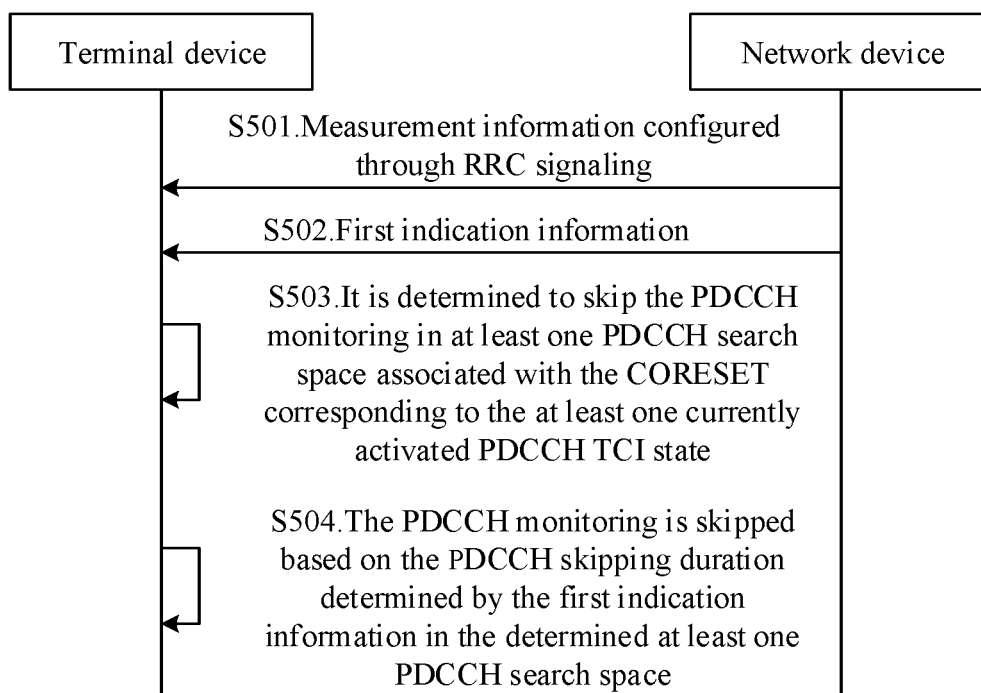 Terminal device
Network device
S501.Measurement information configured
through RRC signaling
S502.First indication information
S503.It is determined to skip the PDCCH
monitoring in at least one PDCCH search
space associated with the CORESET
corresponding to the at least one currently
activated PDCCH TCI state
S504.The PDCCH monitoring is skipped
based on the PDCCH skipping duration
determined by the first indication
information in the determined at least one
PDCCH search space